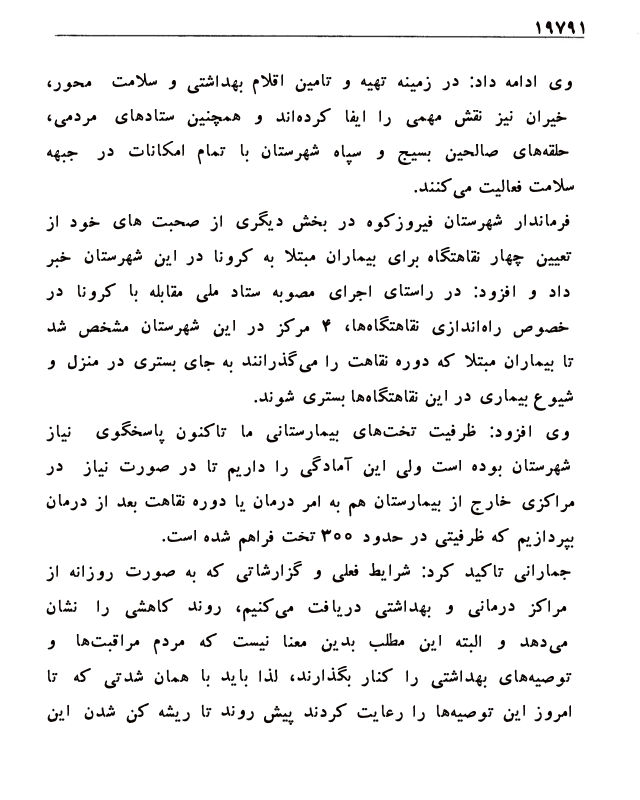 ۱۹۷۹۱
وی ادامه داد: در زمینه تهیه و تامین اقلام بهداشتی و سلامت محور،
خیران نیز نقش مهمی را ایفا کرده‌اند و همچنین ستادهای مردمی،
حلقه‌های صالحین بسیج و سپاه شهرستان با تمام امکانات در جبهه
سلامت فعالیت می‌کنند.
فرماندار شهرستان فیروزکوه در بخش دیگری از صحبت های خود از
تعیین چهار نقاهتگاه برای بیماران مبتلا به کرونا در این شهرستان خبر
داد و افزود: در راستای اجرای مصوبه ستاد ملی مقابله با کرونا در
خصوص راه‌اندازی نقاهتگاه‌ها، ۴ مرکز در این شهرستان مشخص شد
تا بیماران مبتلا که دوره نقاهت را می‌گذرانند به جای بستری در منزل و
شیوع بیماری در این نقاهتگاه‌ها بستری شوند.
وی افزود: ظرفیت تخت‌های بیمارستانی ما تاکنون پاسخگوی نیاز
شهرستان بوده است ولی این آمادگی را داریم تا در صورت نیاز در
مراکزی خارج از بیمارستان هم به امر درمان یا دوره نقاهت بعد از درمان
بپردازیم که ظرفیتی در حدود ۳۰۰ تخت فراهم شده است.
جمارانی تاکید کرد: شرایط فعلی و گزارشاتی که به صورت روزانه از
مراکز درمانی و بهداشتی دریافت می‌کنیم، روند کاهشی را نشان
می‌دهد و البته این مطلب بدین معنا نیست که مردم مراقبت‌ها و
توصیه‌های بهداشتی را کنار بگذارند، لذا باید با همان شدتی که تا
امروز این توصیه‌ها را رعایت کردند پیش روند تا ریشه کن شدن این